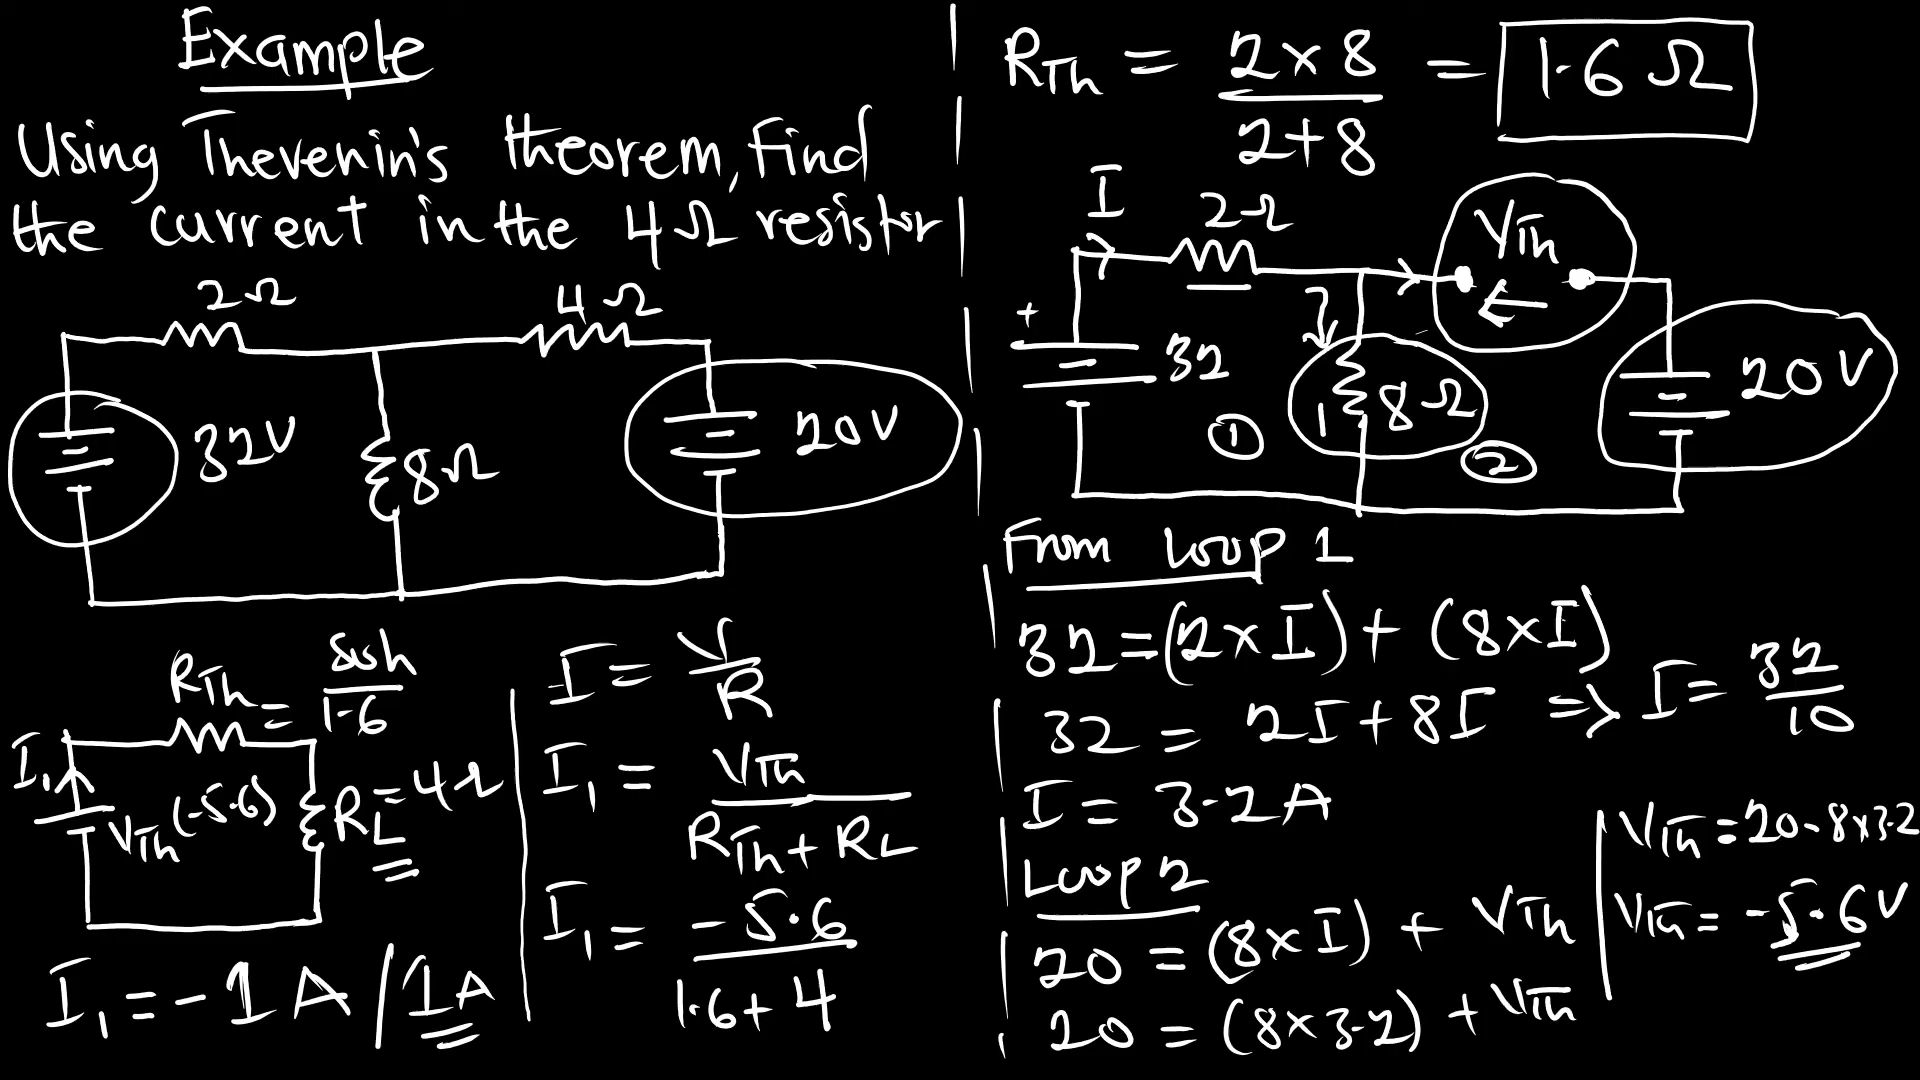 Example
Using Thevenin's theorem, Find
the current in the 4Ω resistor
2Ω
4Ω
32V
8Ω
20V
RTh = 1.6
I₁
VTh (-5.6)
RL = 4Ω
I₁ = -1A / 1A
I = V/R
I₁ = VTh / RTh + RL
I₁ = -5.6 / 1.6 + 4
RTh = 2×8 / 2+8 = 1.6 Ω
I
2Ω
VTh
+
32
8Ω
20V
①
②
From Loop 1
32 = (2×I) + (8×I)
32 = 2I + 8I ⇒ I = 32/10
I = 3.2A
Loop 2
20 = (8×I) + VTh
20 = (8×3.2) + VTh
VTh = 20-8×3.2
VTh = -5.6V